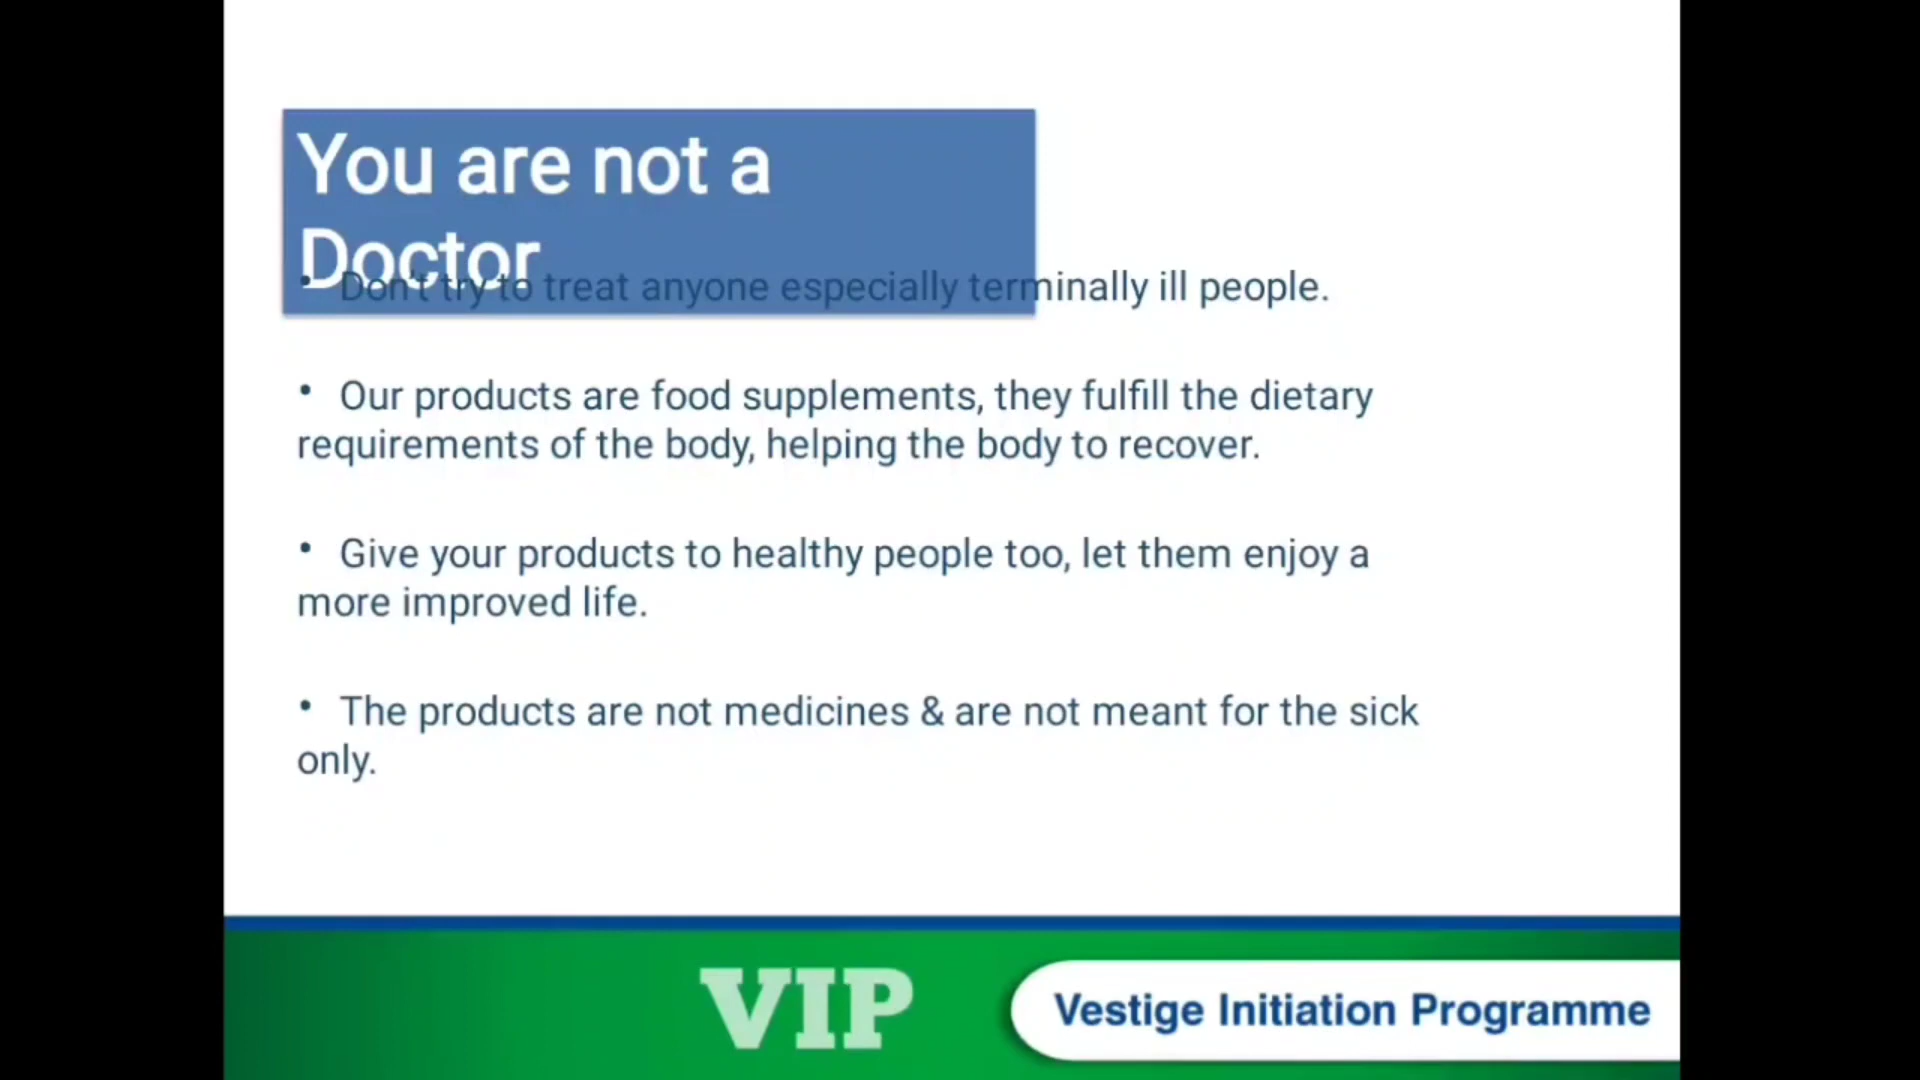 You are not a
Doctor
• Don't try to treat anyone especially terminally ill people.
• Our products are food supplements, they fulfill the dietary
requirements of the body, helping the body to recover.
• Give your products to healthy people too, let them enjoy a
more improved life.
• The products are not medicines & are not meant for the sick
only.
VIP
Vestige Initiation Programme